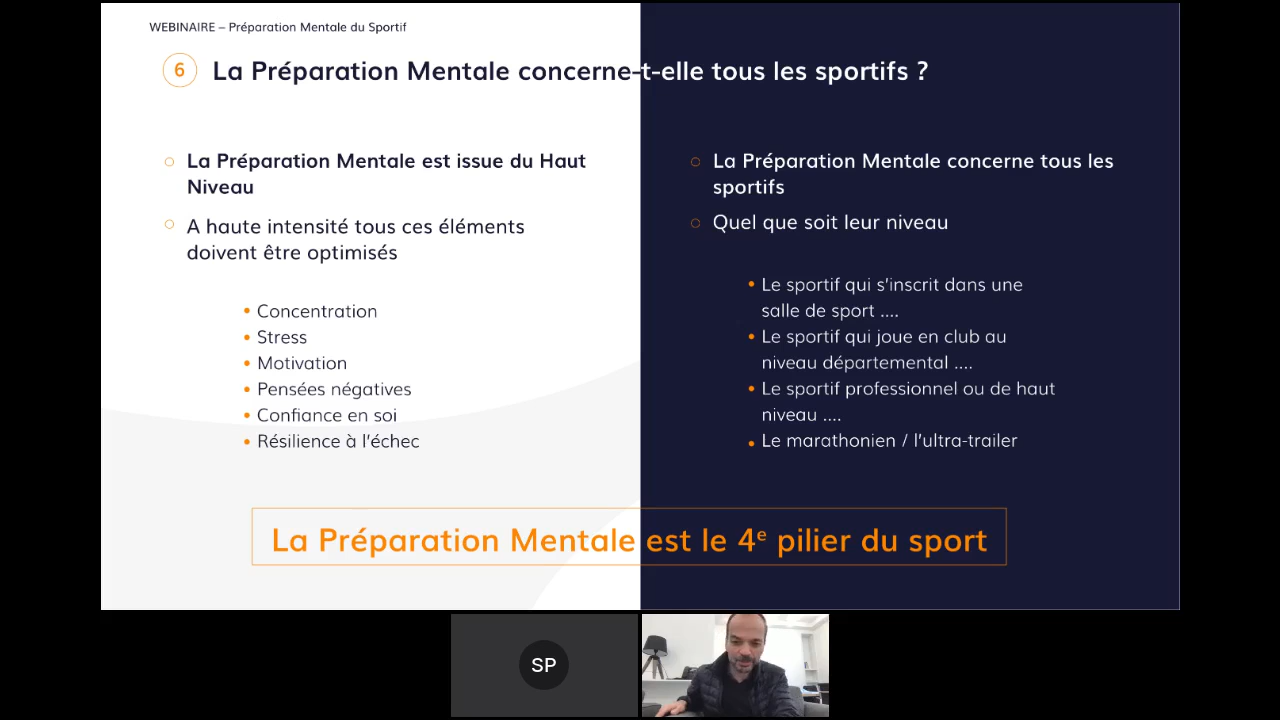 WEBINAIRE – Préparation Mentale du Sportif
6 La Préparation Mentale concerne-t-elle tous les sportifs ?
La Préparation Mentale est issue du Haut
Niveau
A haute intensité tous ces éléments
doivent être optimisés
• Concentration
• Stress
• Motivation
• Pensées négatives
• Confiance en soi
• Résilience à l'échec
La Préparation Mentale concerne tous les
sportifs
Quel que soit leur niveau
• Le sportif qui s'inscrit dans une
salle de sport ....
• Le sportif qui joue en club au
niveau départemental ....
• Le sportif professionnel ou de haut
niveau ....
• Le marathonien / l'ultra-trailer
La Préparation Mentale est le 4e pilier du sport
SP